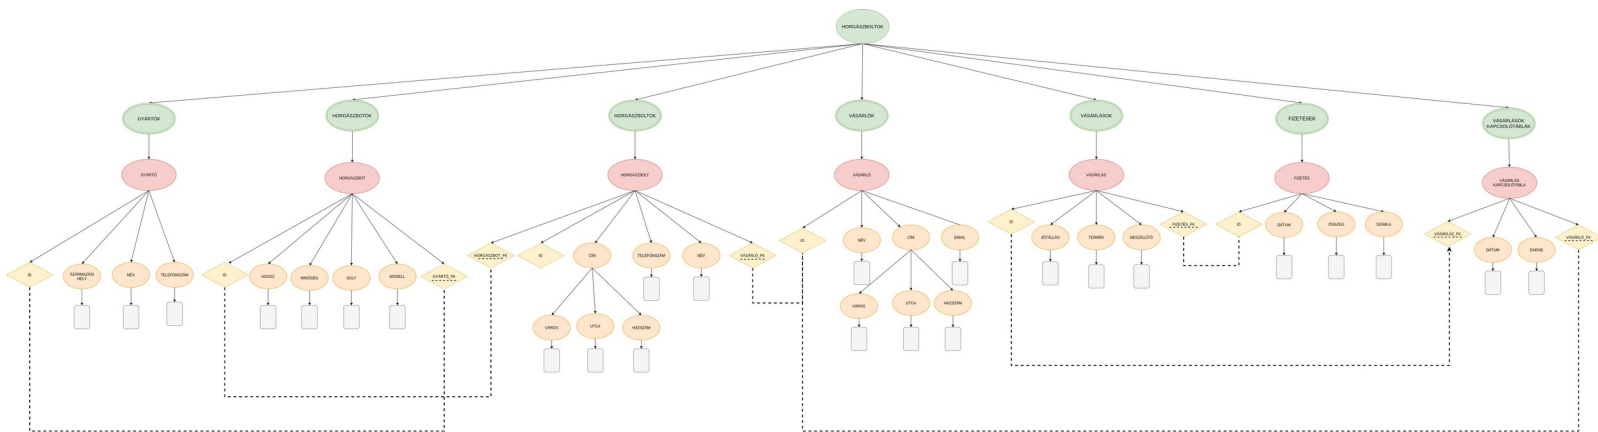 HORGÁSZBOLTOK
GYÁRTÓK
HORGÁSZBOTOK
HORGÁSZBOLTOK
VÁSÁRLÓK
VÁSÁRLÁSOK
FIZETÉSEK
VÁSÁRLÁSOK
KAPCSOLÓTÁBLÁK
GYÁRTÓ
HORGÁSZBOT
HORGÁSZBOLT
VÁSÁRLÓ
VÁSÁRLÁS
FIZETÉS
VÁSÁRLÁS
KAPCSOLÓTÁBLA
ID
SZÁRMAZÁSI
HELY
NÉV
TELEFONSZÁM
ID
HOSSZ
MINŐSÉG
SÚLY
MODELL
GYÁRTÓ_FK
HORGÁSZBOT_FK
ID
CÍM
TELEFONSZÁM
NÉV
VÁSÁRLÓ_FK
VÁROS
UTCA
HÁZSZÁM
ID
NÉV
CÍM
EMAIL
VÁROS
UTCA
HÁZSZÁM
ID
JÓTÁLLÁS
TERMÉK
BESZÁLLÍTÓ
FIZETÉS_FK
ID
DÁTUM
ÖSSZEG
SZÁMLA
VÁSÁRLÁS_FK
DÁTUM
DARAB
VÁSÁRLÓ_FK